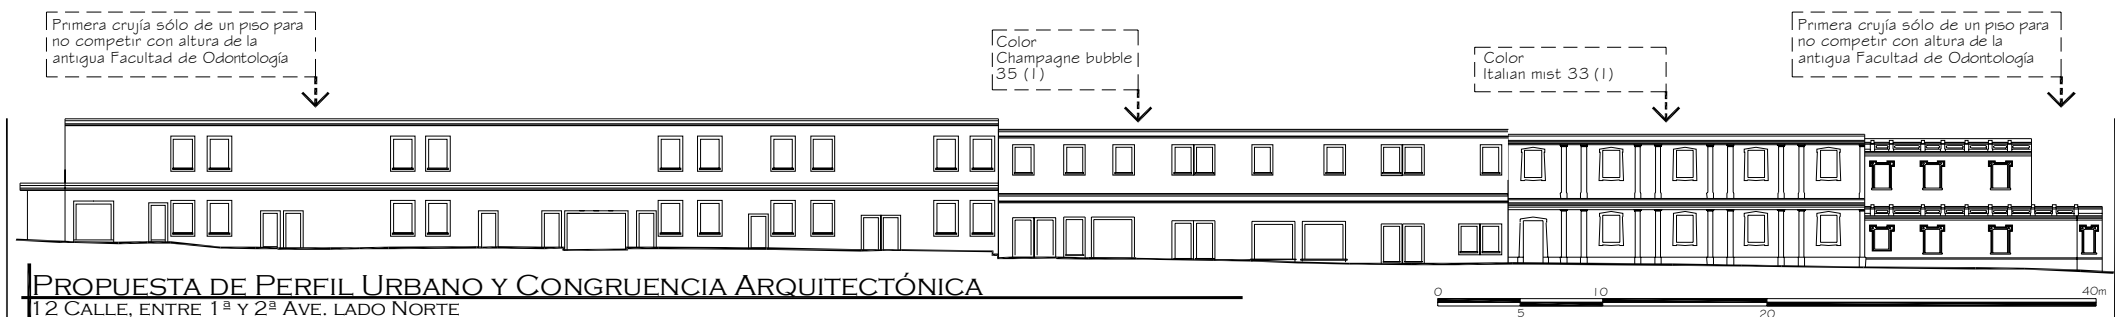 Primera crujía sólo de un piso para
no competir con altura de la
antigua Facultad de Odontología
Color
Champagne bubble
35 (1)
Color
Italian mist 33 (1)
Primera crujía sólo de un piso para
no competir con altura de la
antigua Facultad de Odontología
PROPUESTA DE PERFIL URBANO Y CONGRUENCIA ARQUITECTÓNICA
12 CALLE, ENTRE 1ª Y 2ª AVE. LADO NORTE
0 10 40m
5 20